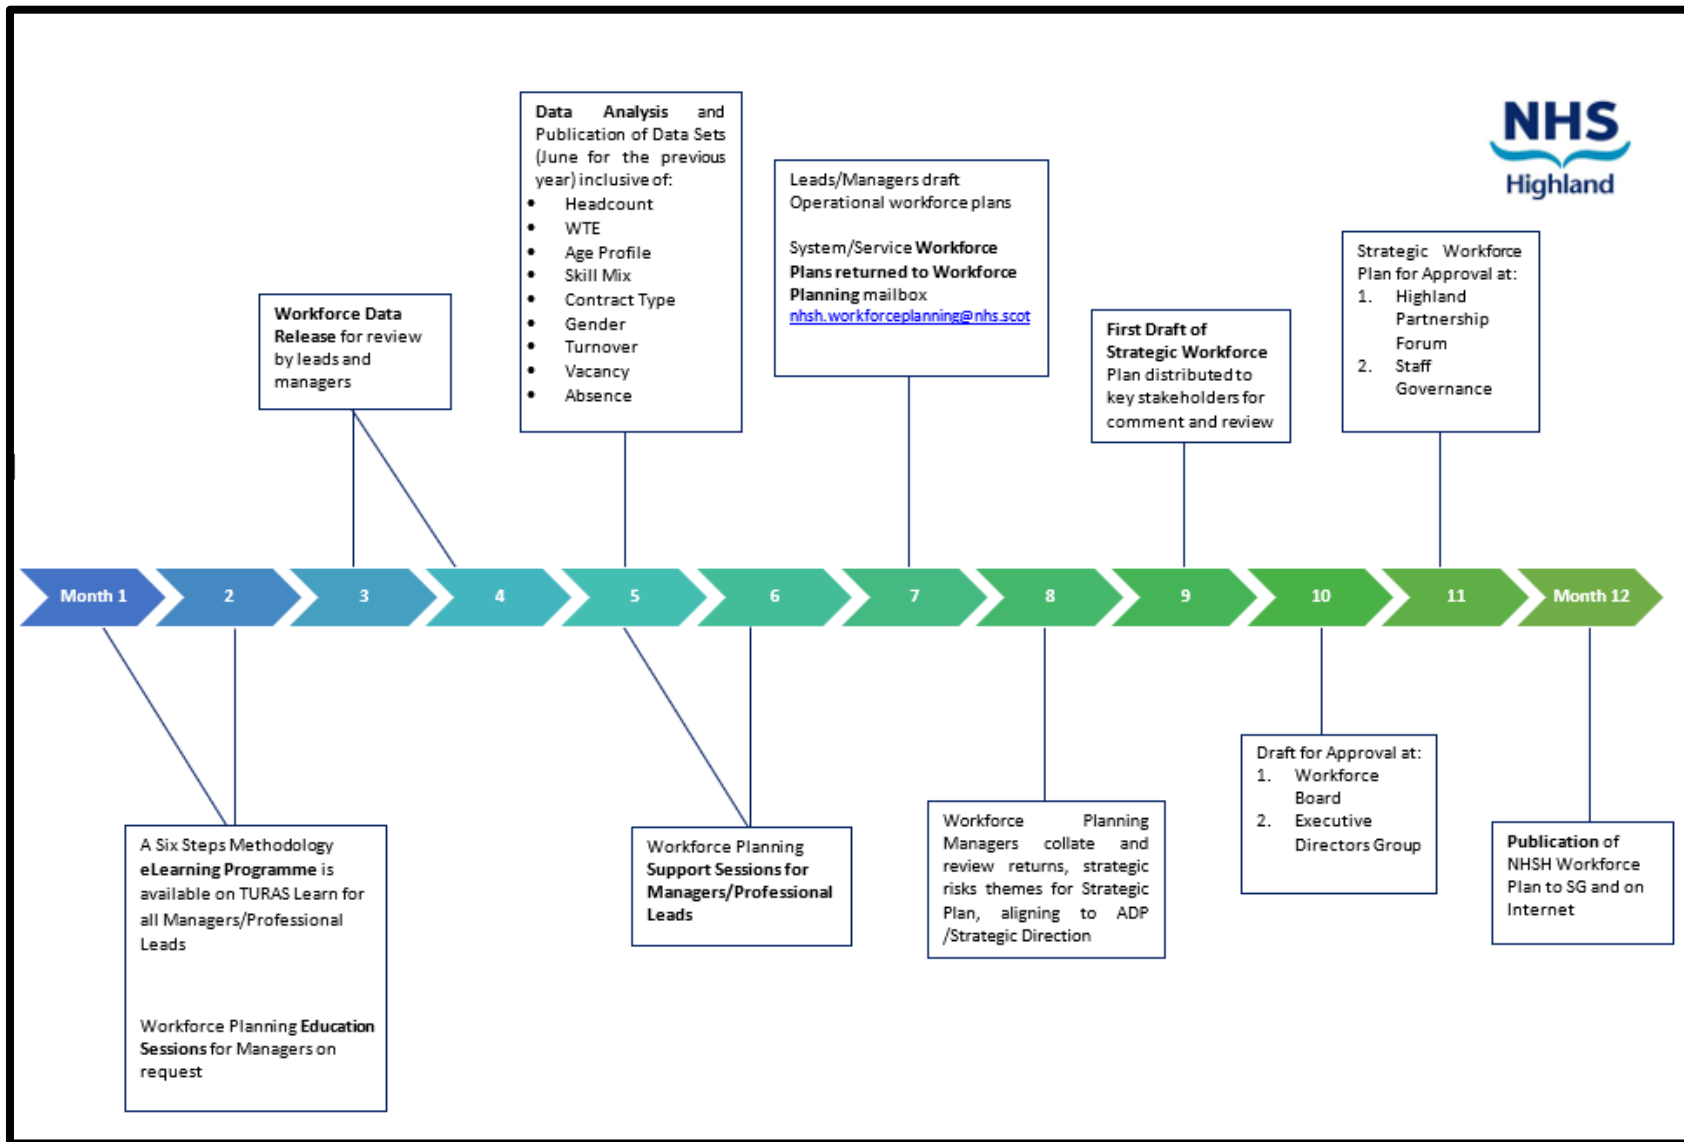 NHS
Highland
Data Analysis and
Publication of Data Sets
(June for the previous
year) inclusive of:
• Headcount
• WTE
• Age Profile
• Skill Mix
• Contract Type
• Gender
• Turnover
• Vacancy
• Absence
Leads/Managers draft
Operational workforce plans
System/Service Workforce
Plans returned to Workforce
Planning mailbox
nhsh.workforceplanning@nhs.scot
Strategic Workforce
Plan for Approval at:
1. Highland
Partnership
Forum
2. Staff
Governance
Workforce Data
Release for review
by leads and
managers
First Draft of
Strategic Workforce
Plan distributed to
key stakeholders for
comment and review
Month 1
2
3
4
5
6
7
8
9
10
11
Month 12
A Six Steps Methodology
eLearning Programme is
available on TURAS Learn for
all Managers/Professional
Leads
Workforce Planning Education
Sessions for Managers on
request
Workforce Planning
Support Sessions for
Managers/Professional
Leads
Workforce Planning
Managers collate and
review returns, strategic
risks themes for Strategic
Plan, aligning to ADP
/Strategic Direction
Draft for Approval at:
1. Workforce
Board
2. Executive
Directors Group
Publication of
NHSH Workforce
Plan to SG and on
Internet